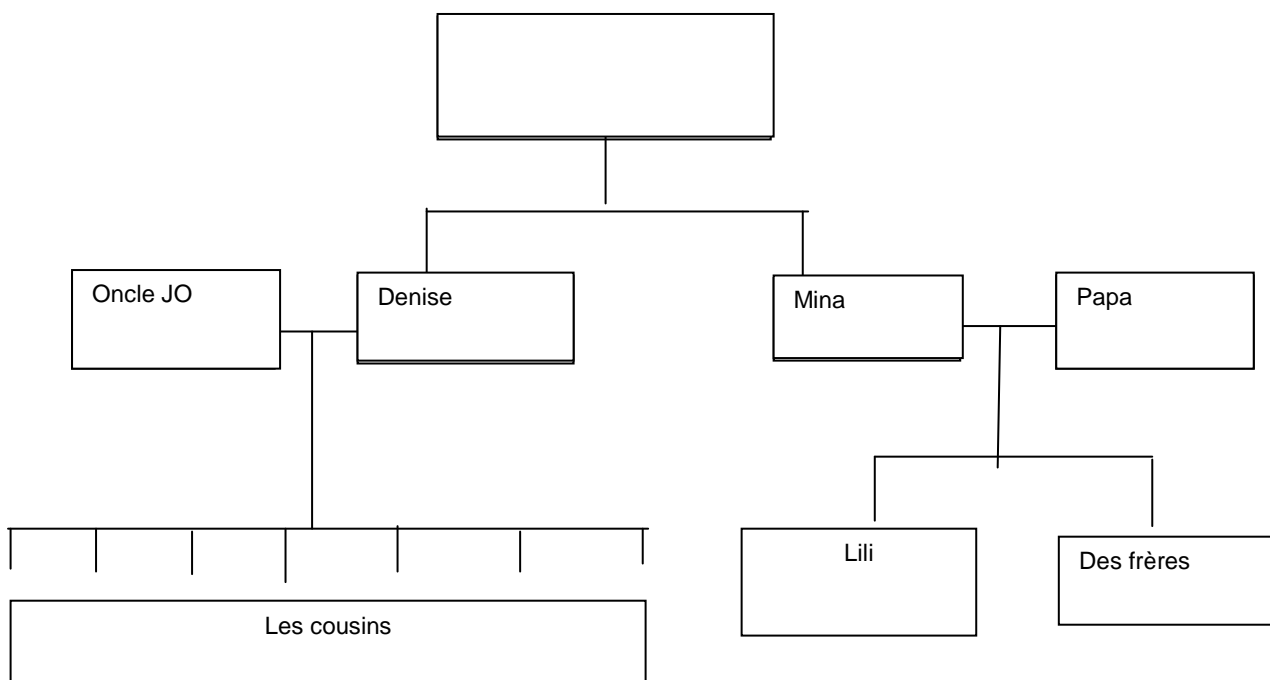 Oncle JO
Denise
Mina
Papa
Lili
Des frères
Les cousins